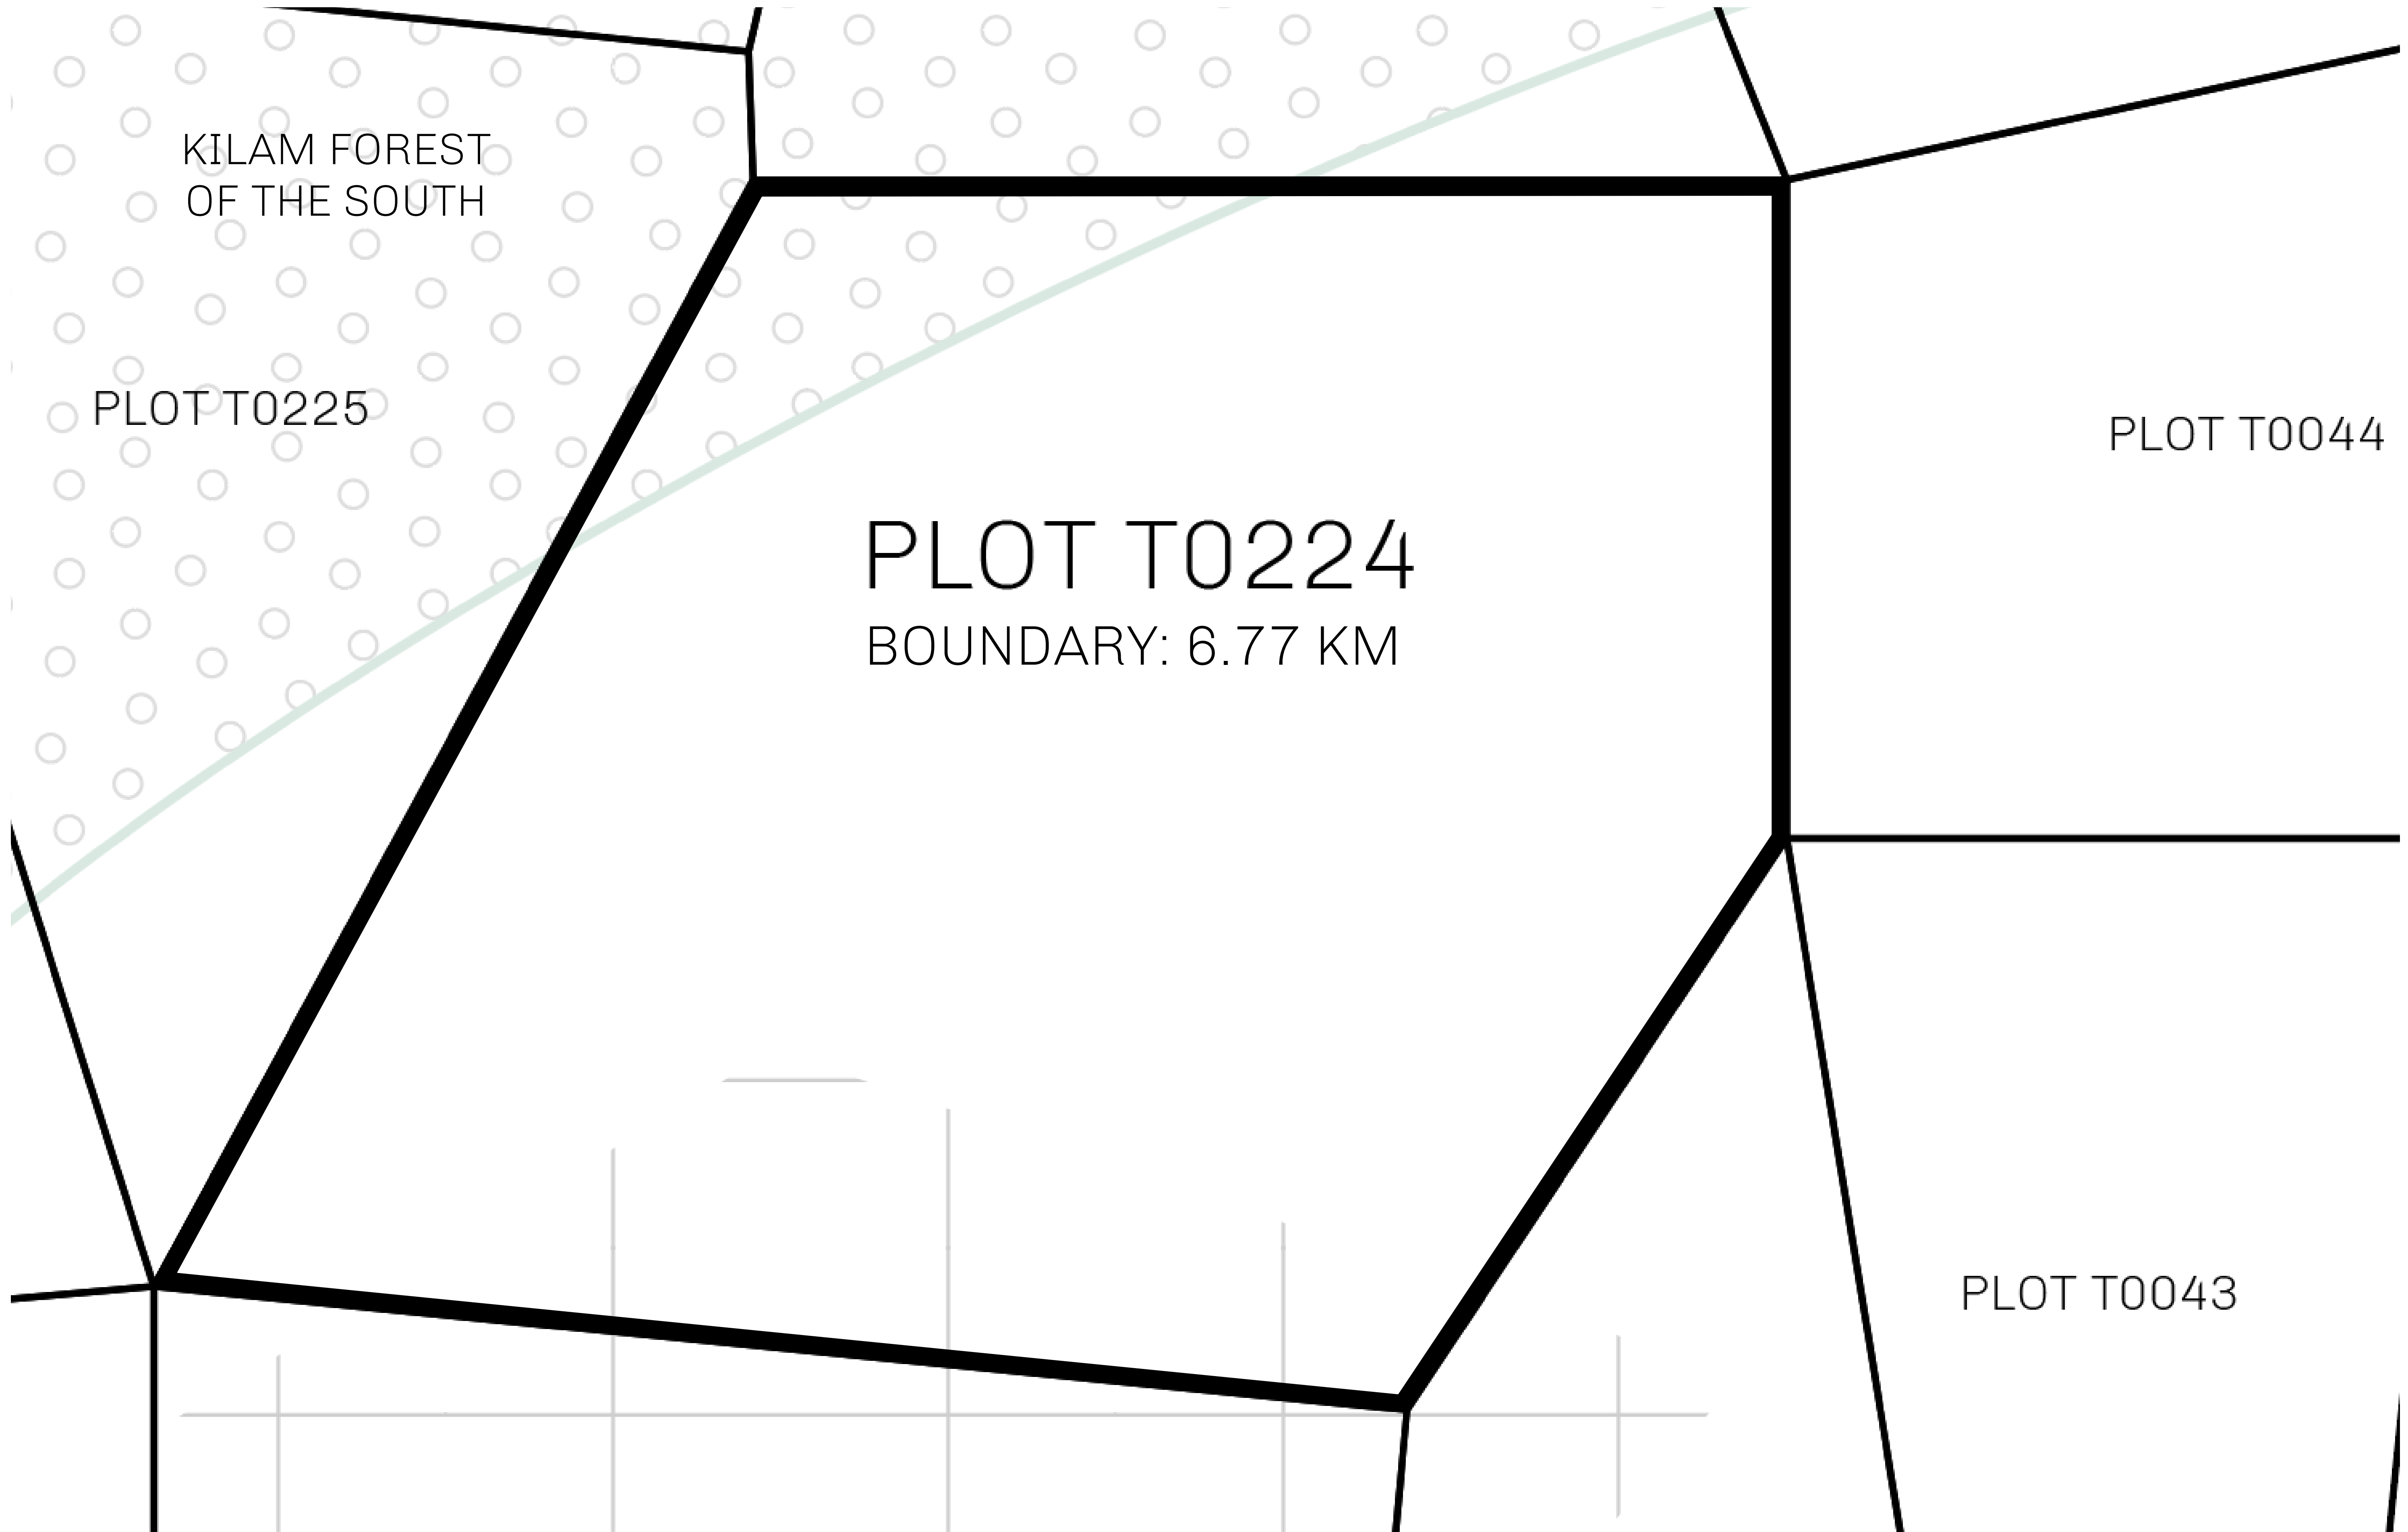 KILAM FOREST
OF THE SOUTH
PLOT T0225
PLOT T0044
PLOT T0224
BOUNDARY: 6.77 KM
PLOT T0043